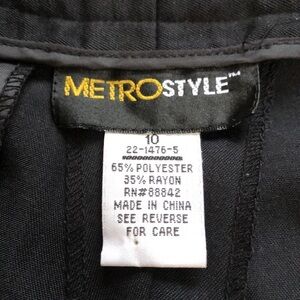 METROSTYLE™
10
22-1476-5
65% POLYESTER
35% RAYON
RN#88842
MADE IN CHINA
SEE REVERSE
FOR CARE